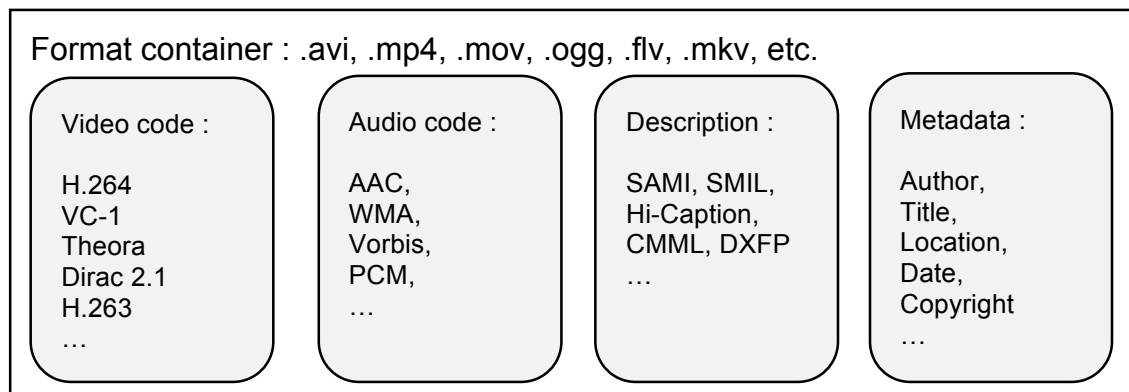 Format container : .avi, .mp4, .mov, .ogg, .flv, .mkv, etc.
Video code :
H.264
VC-1
Theora
Dirac 2.1
H.263
…
Audio code :
AAC,
WMA,
Vorbis,
PCM,
…
Description :
SAMI, SMIL,
Hi-Caption,
CMML, DXFP
…
Metadata :
Author,
Title,
Location,
Date,
Copyright
…